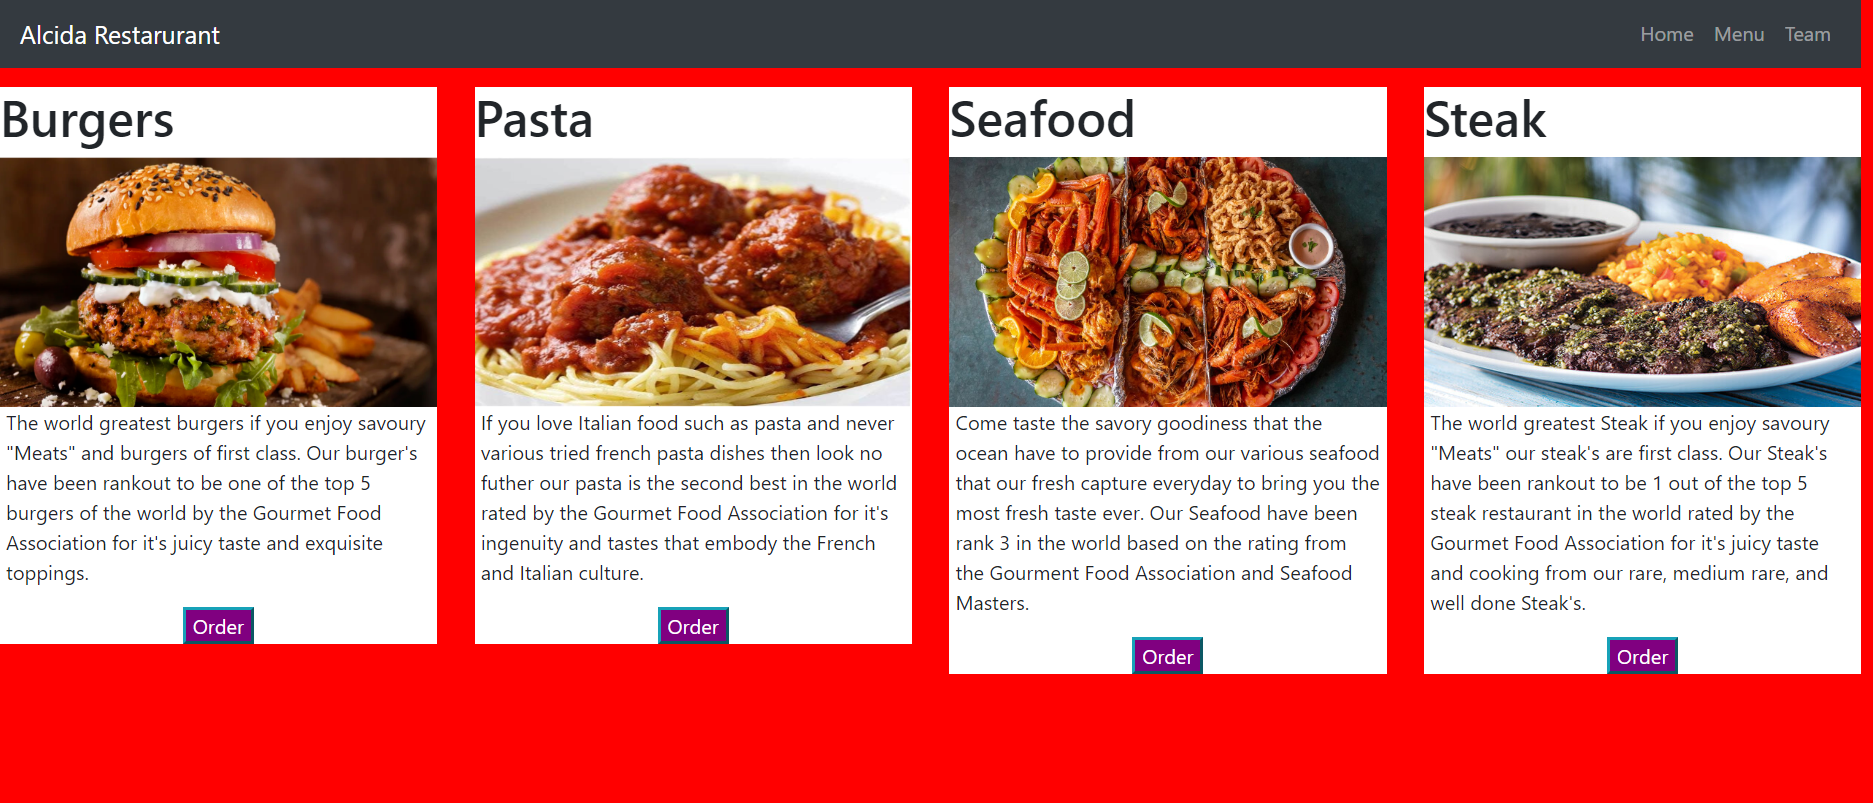 Alcida Restarurant
Home Menu Team
Burgers
The world greatest burgers if you enjoy savoury
"Meats" and burgers of first class. Our burger's
have been rankout to be one of the top 5
burgers of the world by the Gourmet Food
Association for it's juicy taste and exquisite
toppings.
Order
Pasta
If you love Italian food such as pasta and never
various tried french pasta dishes then look no
futher our pasta is the second best in the world
rated by the Gourmet Food Association for it's
ingenuity and tastes that embody the French
and Italian culture.
Order
Seafood
Come taste the savory goodiness that the
ocean have to provide from our various seafood
that our fresh capture everyday to bring you the
most fresh taste ever. Our Seafood have been
rank 3 in the world based on the rating from
the Gourment Food Association and Seafood
Masters.
Order
Steak
The world greatest Steak if you enjoy savoury
"Meats" our steak's are first class. Our Steak's
have been rankout to be 1 out of the top 5
steak restaurant in the world rated by the
Gourmet Food Association for it's juicy taste
and cooking from our rare, medium rare, and
well done Steak's.
Order